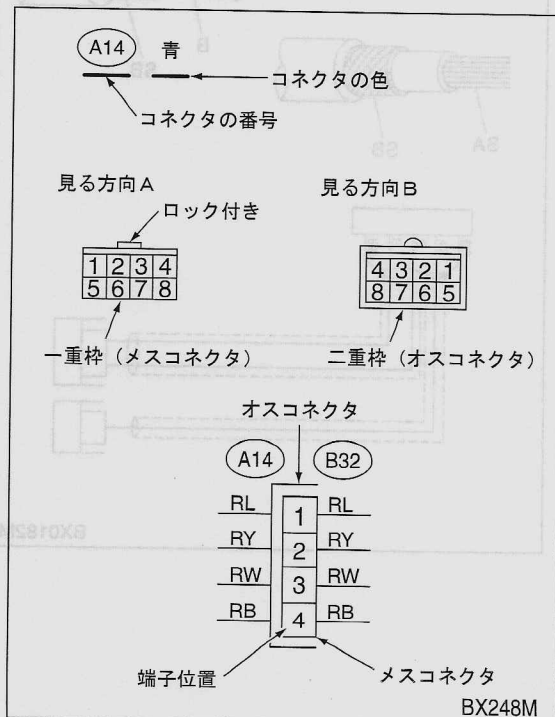 A14 青
コネクタの色
コネクタの番号
見る方向A
見る方向B
ロック付き
1 2 3 4
5 6 7 8
4 3 2 1
8 7 6 5
一重枠（メスコネクタ）
二重枠（オスコネクタ）
オスコネクタ
A14 B32
RL 1 RL
RY 2 RY
RW 3 RW
RB 4 RB
端子位置
メスコネクタ
BX248M
B
SB
SB
SA
BX0182M